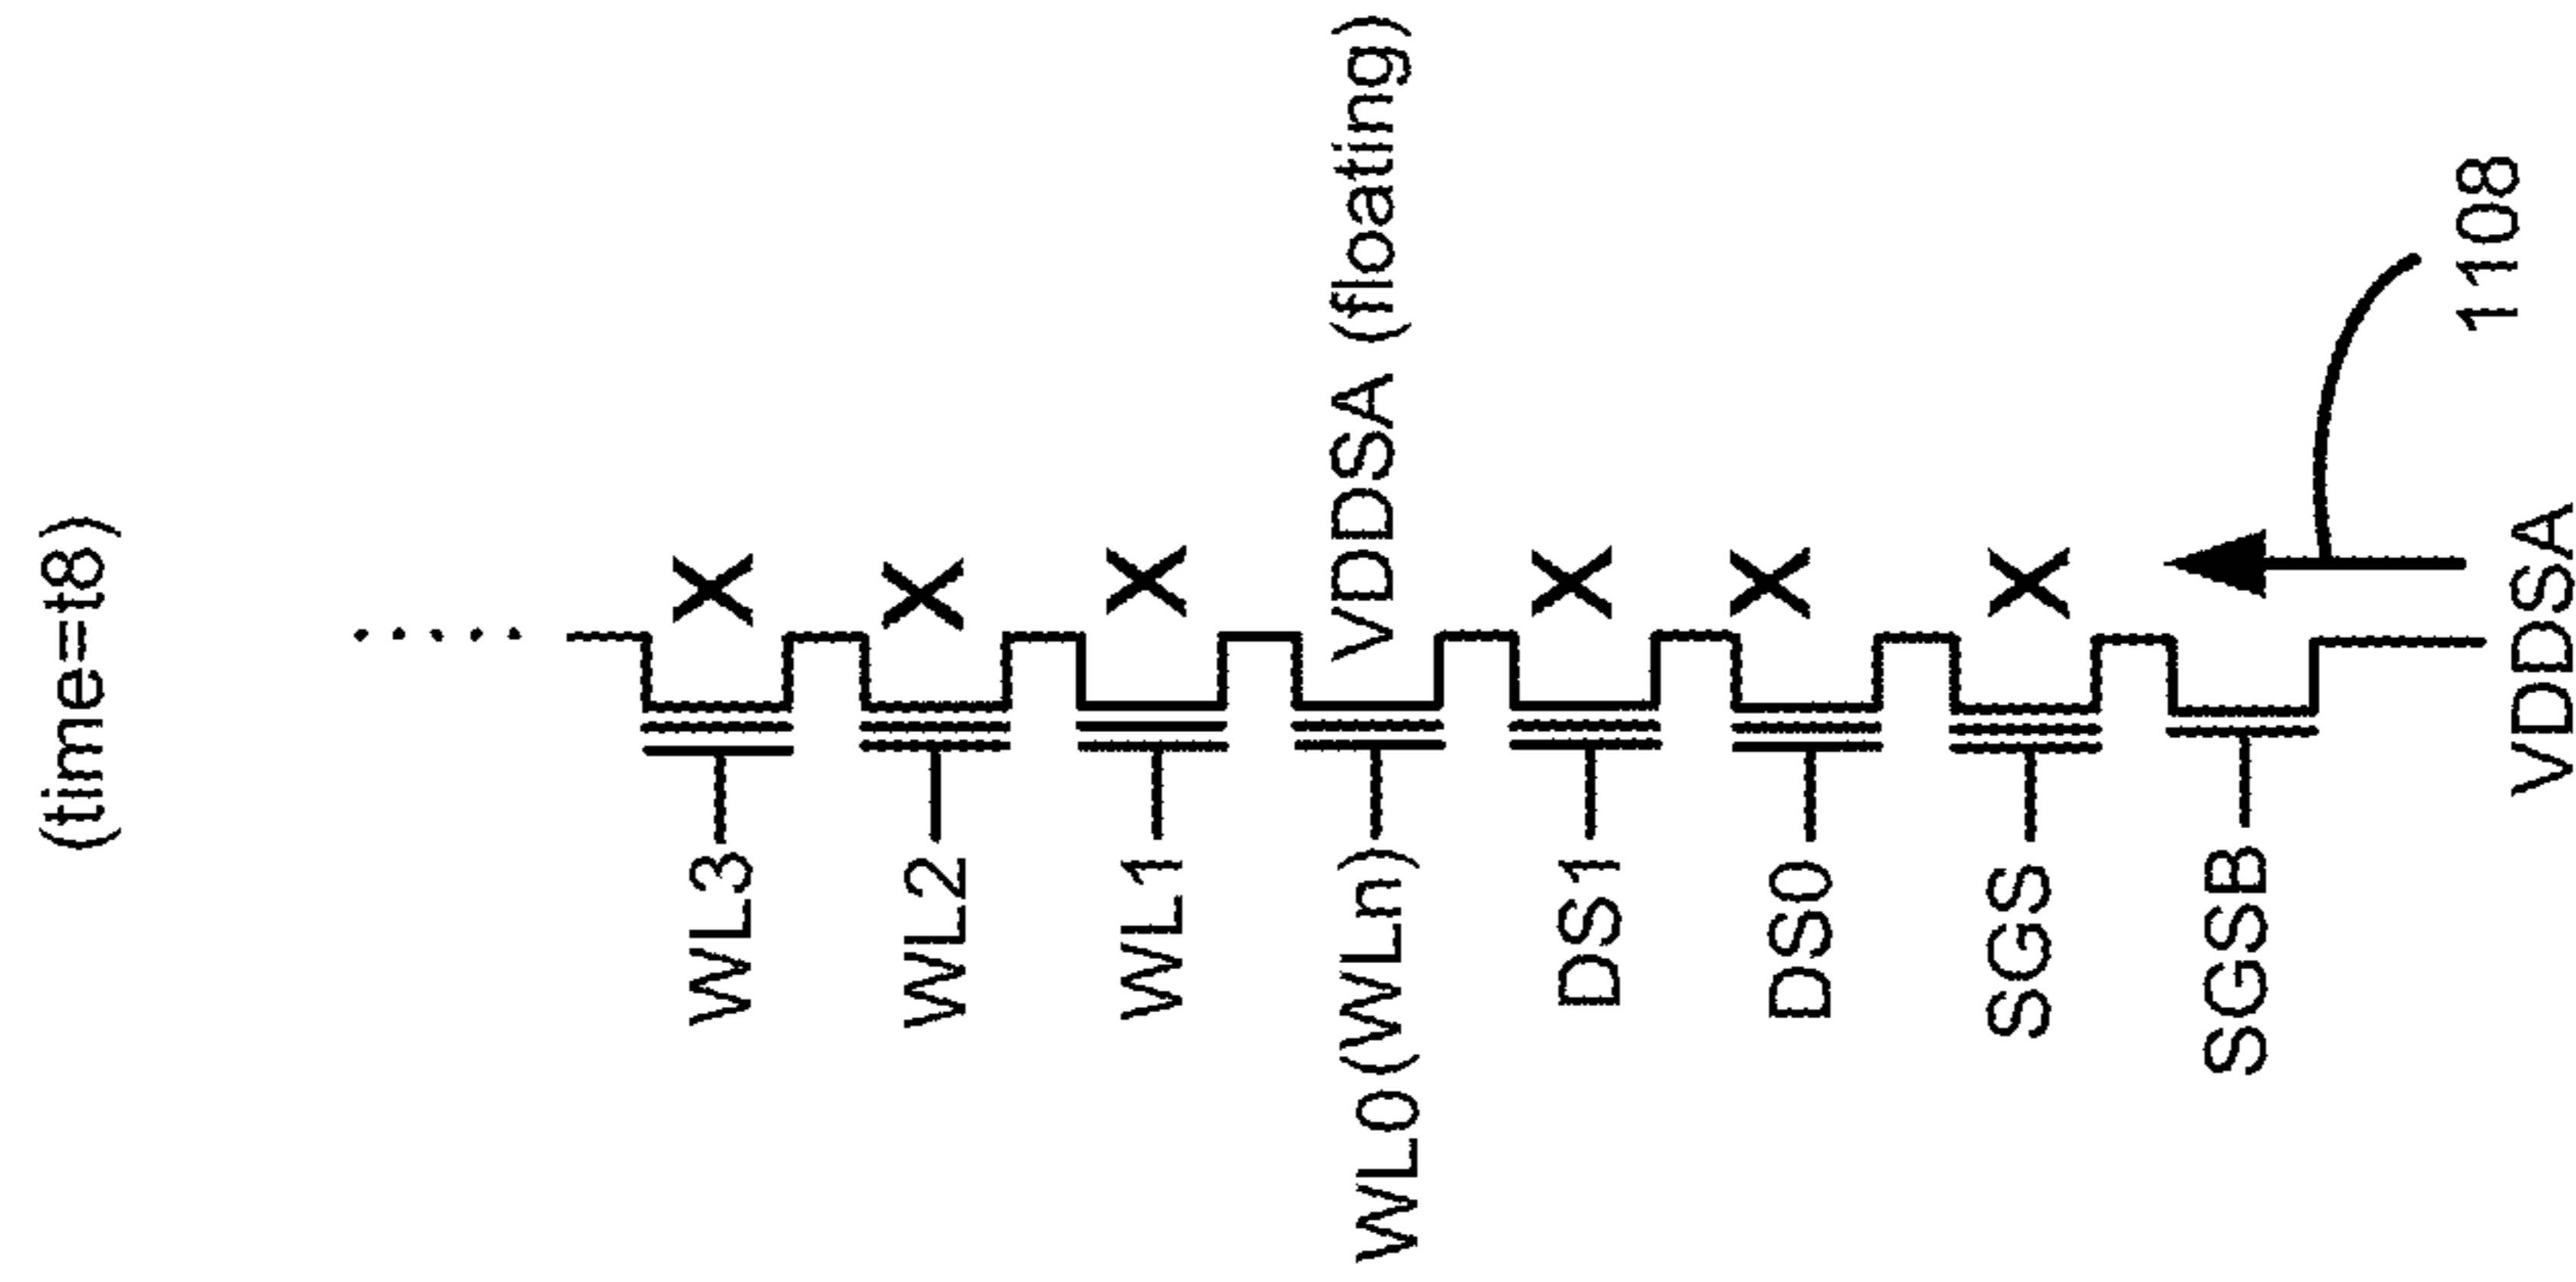 (time=t8)
WL3 X
WL2 X
WL1 X
WL0(WLn) VDDSA (floating)
DS1 X
DS0 X
SGS X
SGSB
1108
VDDSA